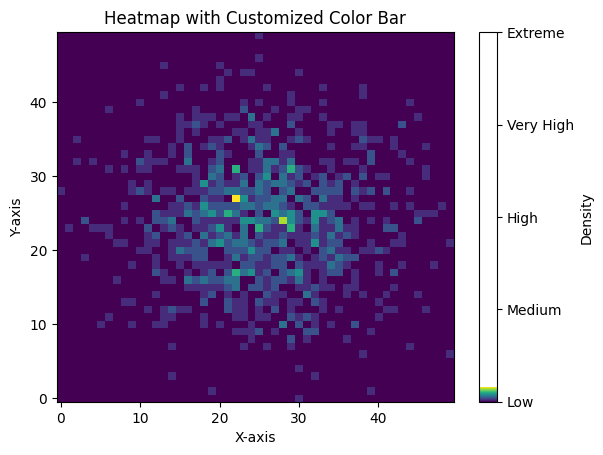 Heatmap with Customized Color Bar
Extreme
Very High
High
Medium
Low
Density
40
30
20
10
0
Y-axis
0 10 20 30 40
X-axis